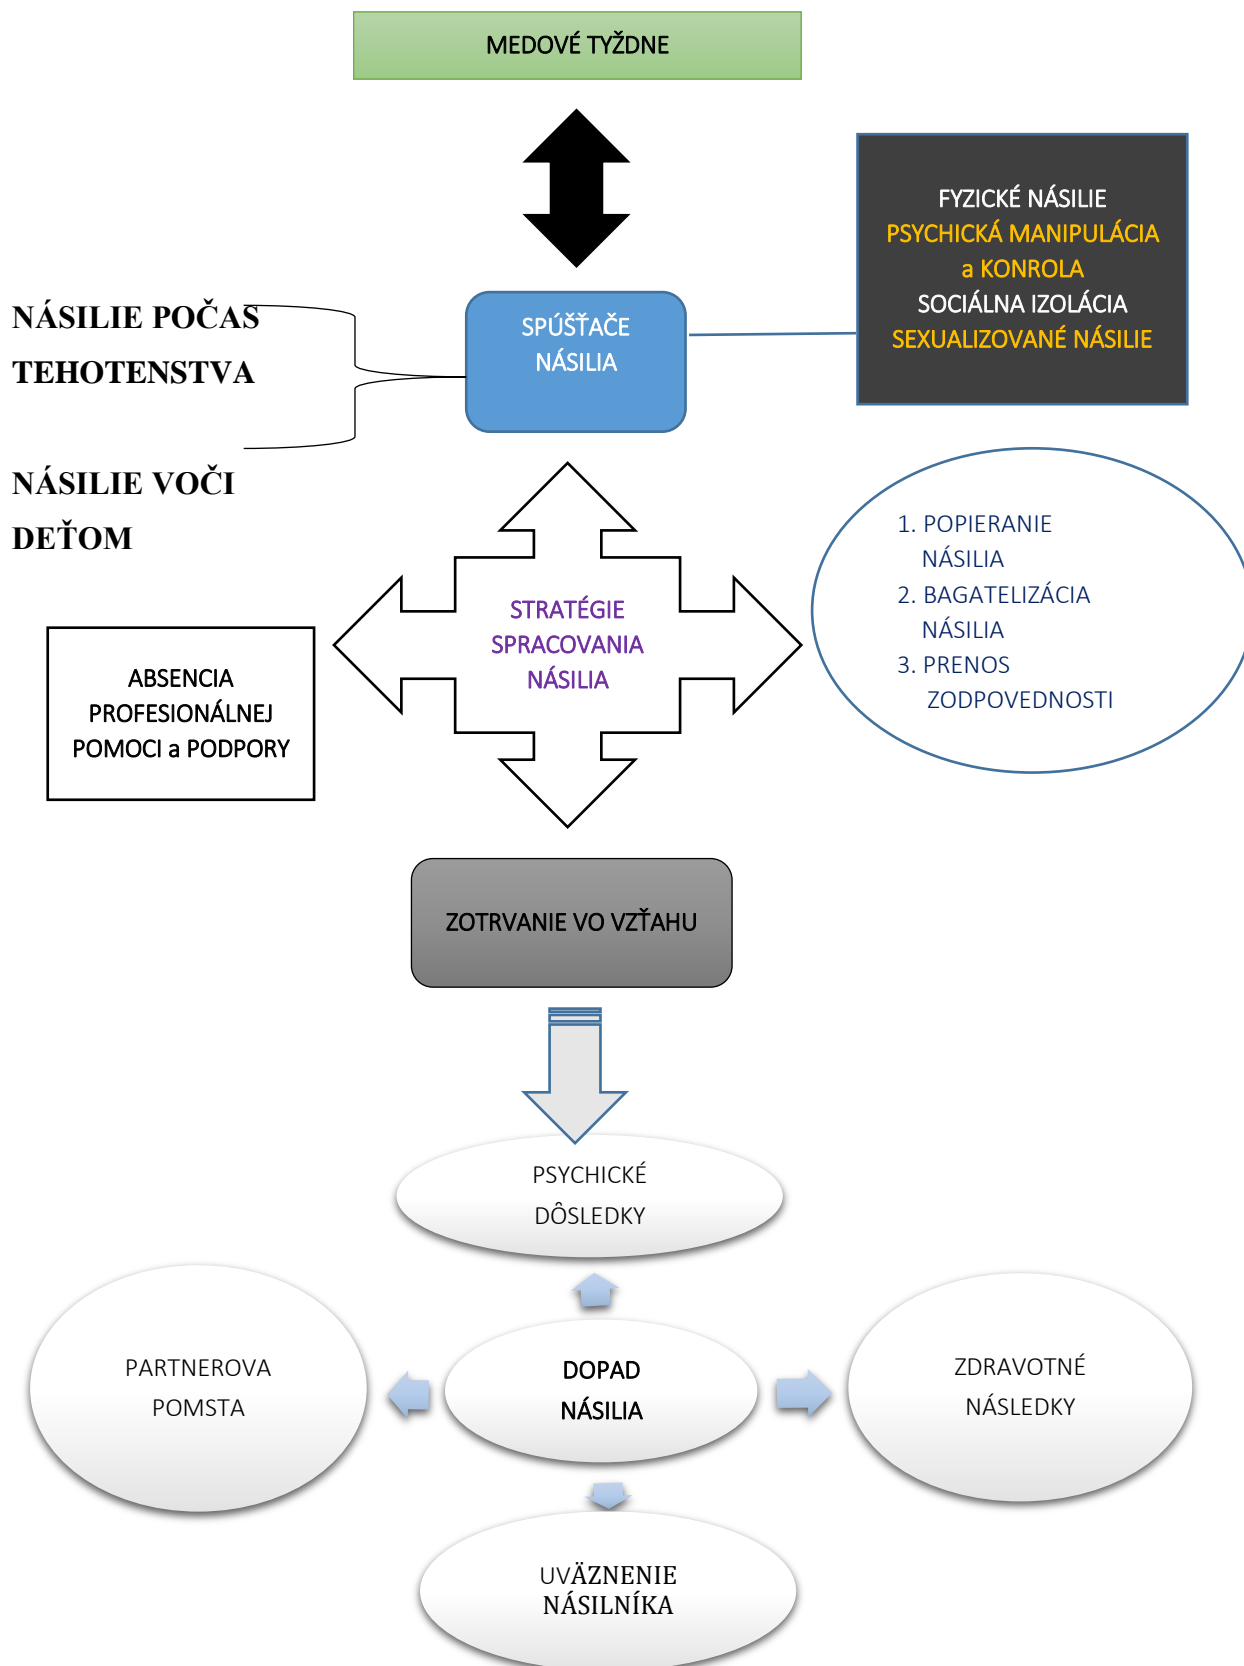 MEDOVÉ TYŽDNE
FYZICKÉ NÁSILIE
PSYCHICKÁ MANIPULÁCIA
a KONROLA
SOCIÁLNA IZOLÁCIA
SEXUALIZOVANÉ NÁSILIE
SPÚŠŤAČE
NÁSILIA
NÁSILIE POČAS
TEHOTENSTVA
NÁSILIE VOČI
DEŤOM
1. POPIERANIE
NÁSILIA
2. BAGATELIZÁCIA
NÁSILIA
3. PRENOS
ZODPOVEDNOSTI
STRATÉGIE
SPRACOVANIA
NÁSILIA
ABSENCIA
PROFESIONÁLNEJ
POMOCI a PODPORY
ZOTRVANIE VO VZŤAHU
PSYCHICKÉ
DÔSLEDKY
PARTNEROVA
POMSTA
DOPAD
NÁSILIA
ZDRAVOTNÉ
NÁSLEDKY
UVÄZNENIE
NÁSILNÍKA